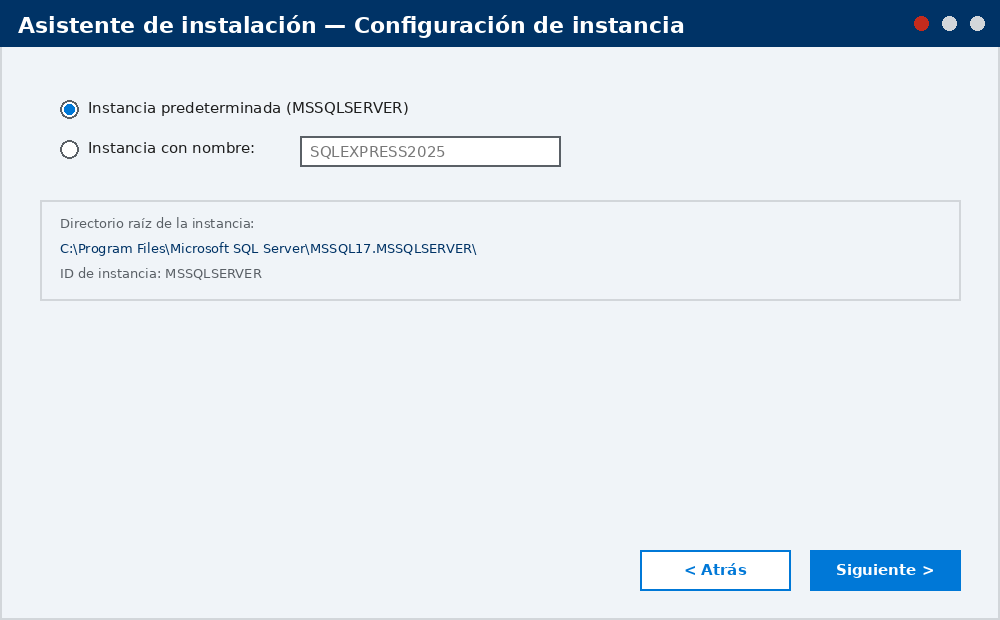 Asistente de instalación — Configuración de instancia
Instancia predeterminada (MSSQLSERVER)
Instancia con nombre: SQLEXPRESS2025
Directorio raíz de la instancia:
C:\Program Files\Microsoft SQL Server\MSSQL17.MSSQLSERVER\
ID de instancia: MSSQLSERVER
< Atrás Siguiente >